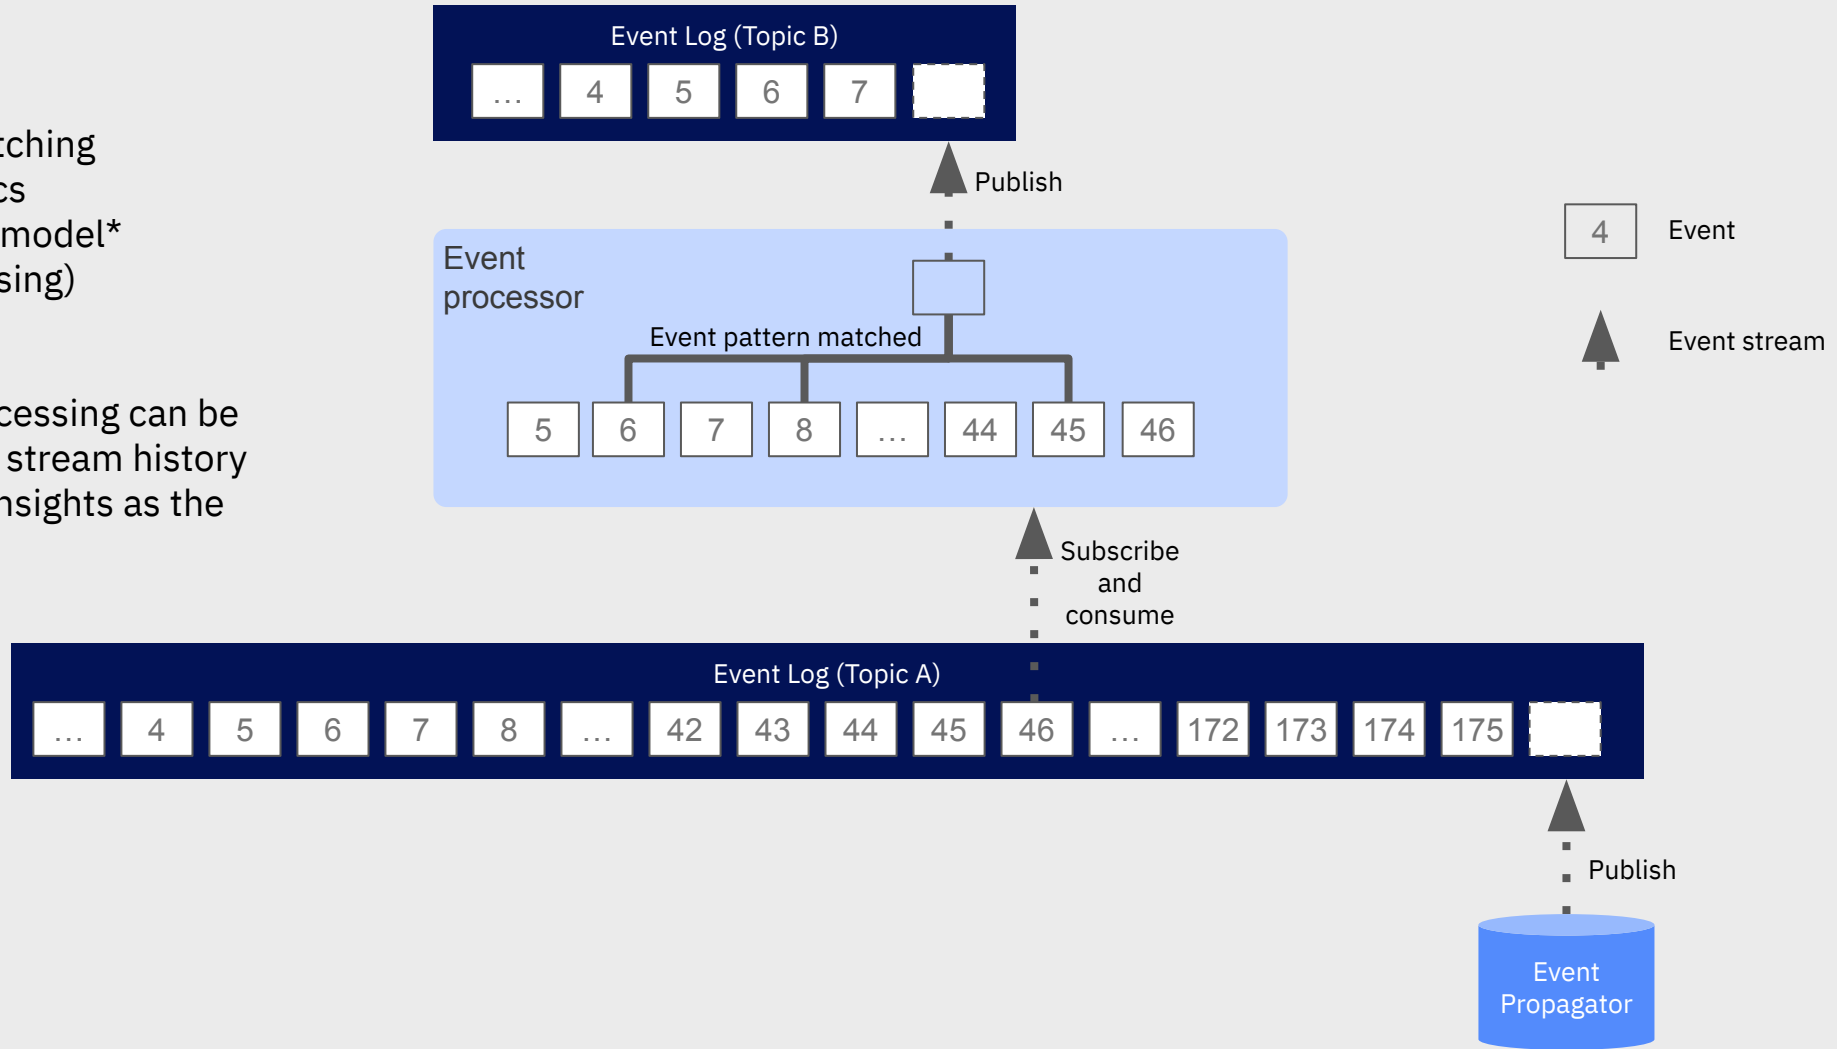 Event Log (Topic B)
… 4 5 6 7
tching
cs
model*
sing)
Publish
4 Event
Event
processor
Event pattern matched
Event stream
5 6 7 8 … 44 45 46
cessing can be
stream history
nsights as the
Subscribe
and
consume
Event Log (Topic A)
… 4 5 6 7 8 … 42 43 44 45 46 … 172 173 174 175
Publish
Event
Propagator